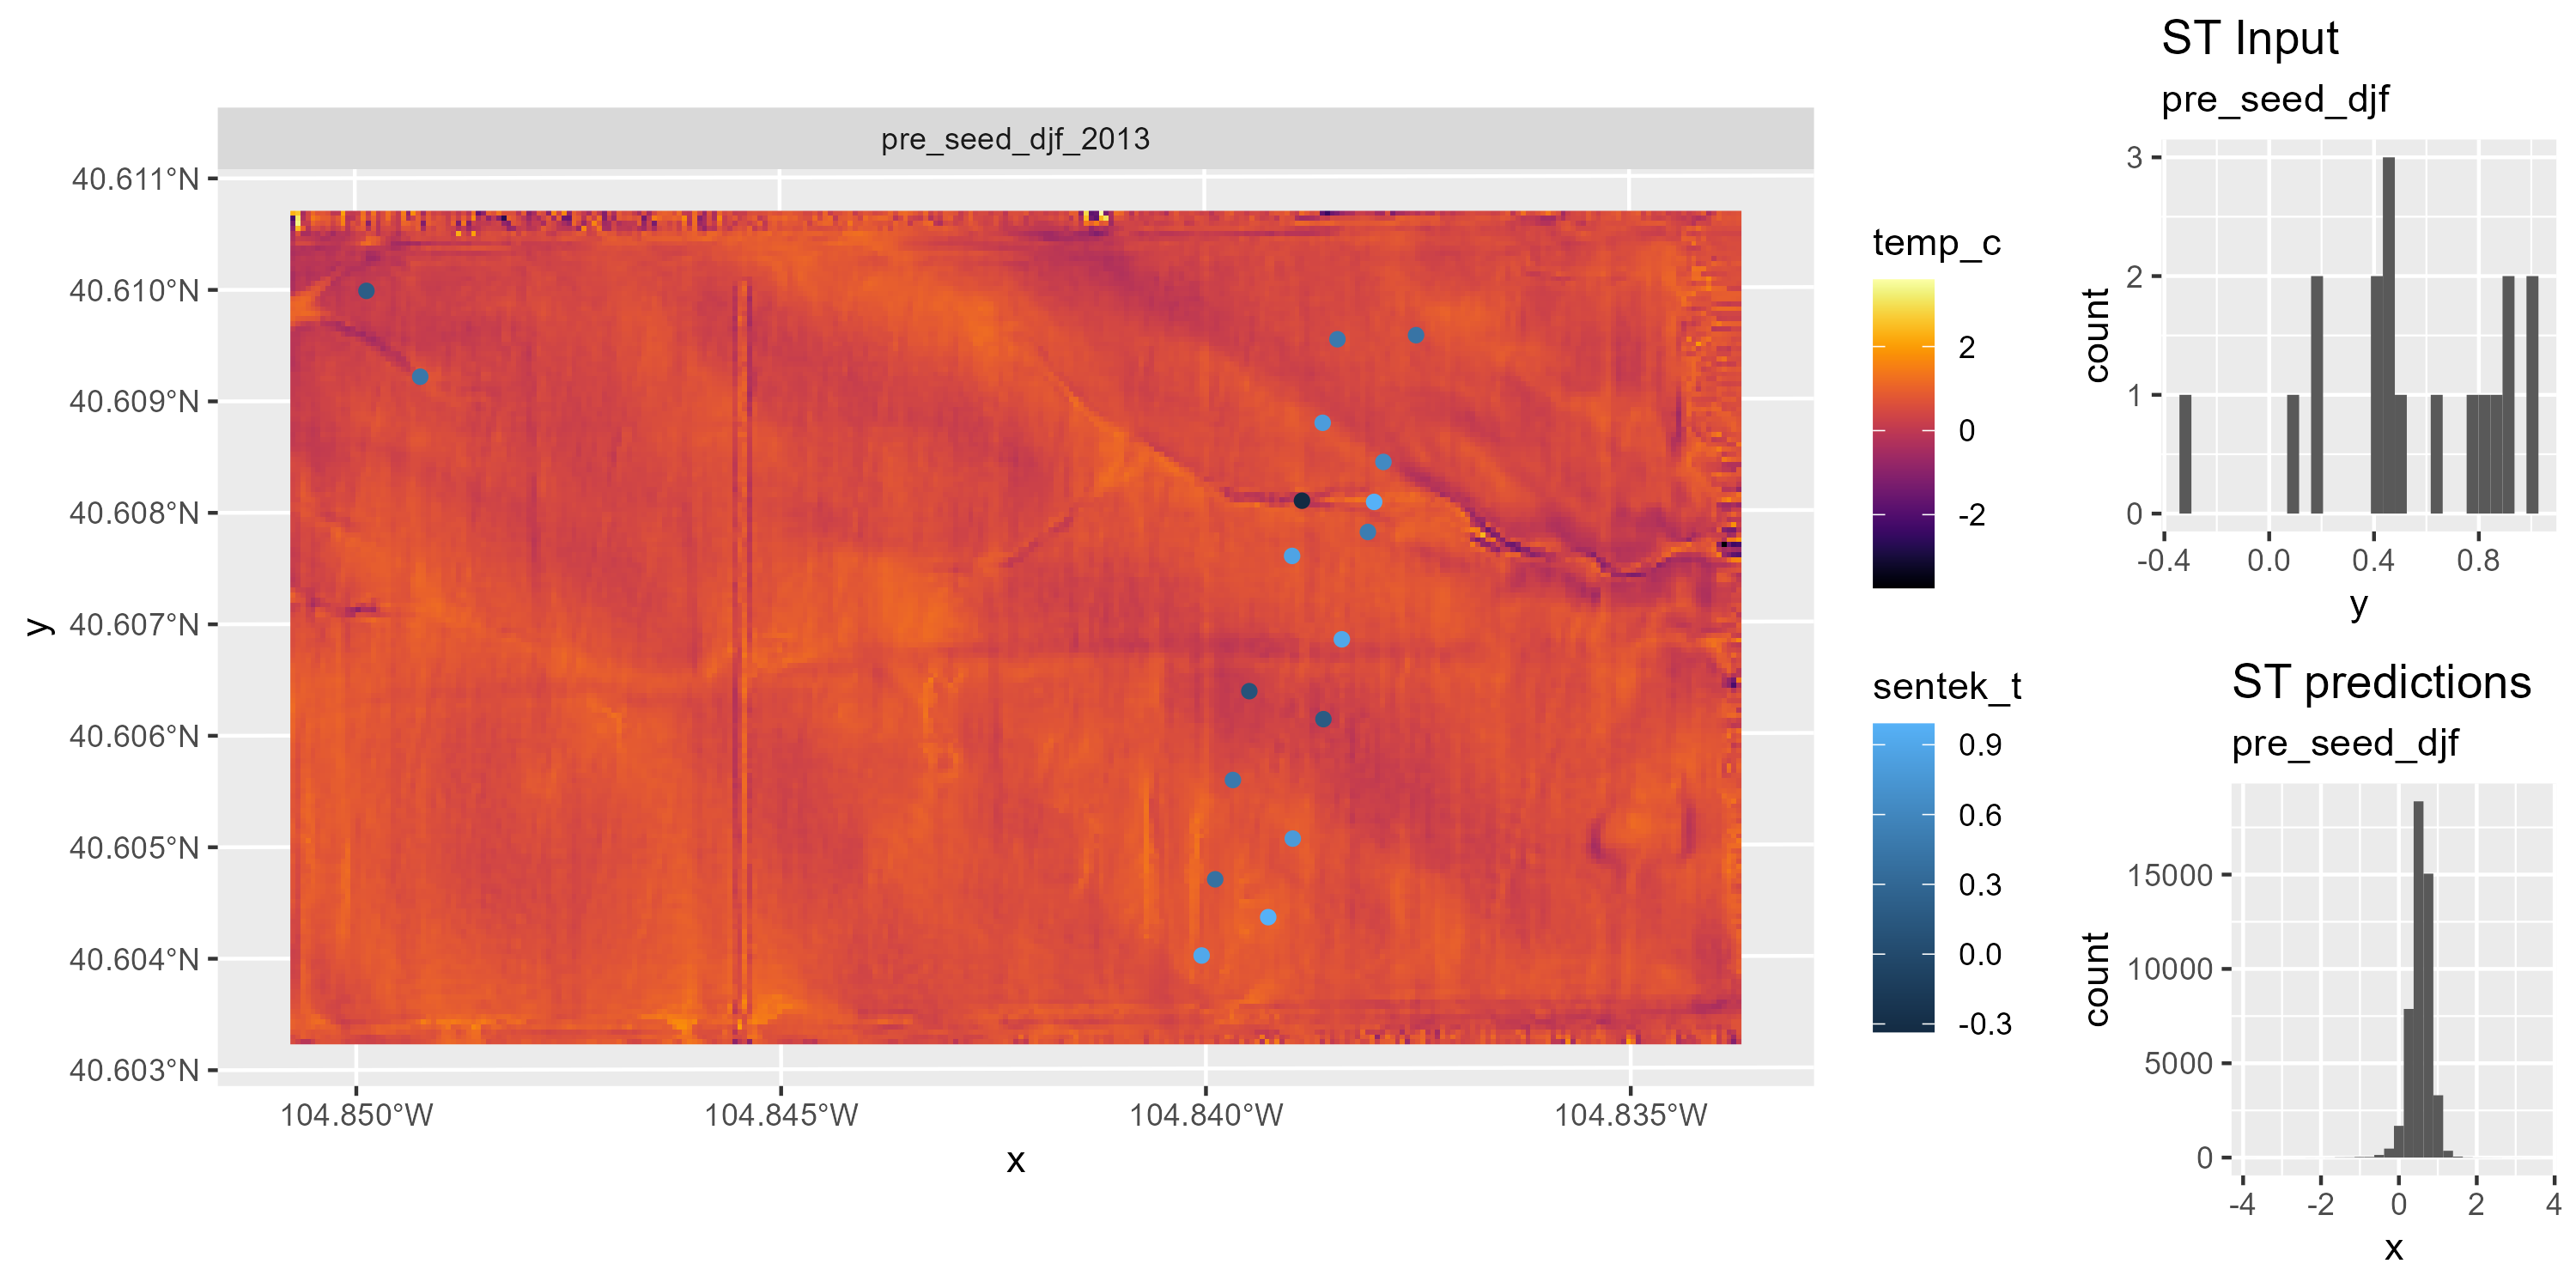 pre_seed_djf_2013
40.611°N
40.610°N
40.609°N
40.608°N
40.607°N
40.606°N
40.605°N
40.604°N
40.603°N
y
104.850°W 104.845°W 104.840°W 104.835°W
x
temp_c
2
0
-2
sentek_t
0.9
0.6
0.3
0.0
-0.3
ST Input
pre_seed_djf
3
2
1
0
count
-0.4 0.0 0.4 0.8
y
ST predictions
pre_seed_djf
15000
10000
5000
0
count
-4 -2 0 2 4
x